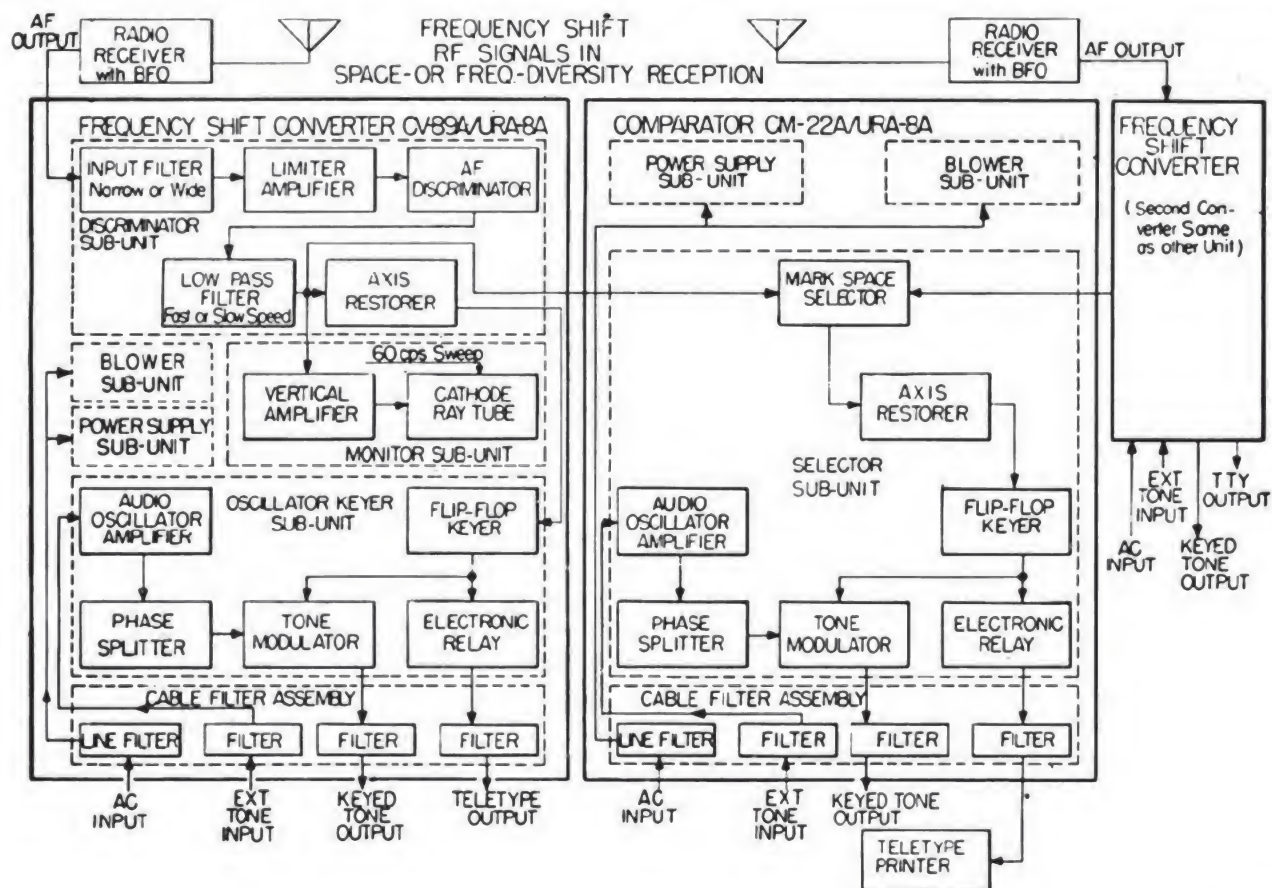 AF
OUTPUT
RADIO
RECEIVER
with BFO
FREQUENCY SHIFT
RF SIGNALS IN
SPACE- OR FREQ.-DIVERSITY RECEPTION
RADIO
RECEIVER
with BFO
AF OUTPUT
FREQUENCY SHIFT CONVERTER CV-89A/URA-8A
INPUT FILTER
Narrow or Wide
LIMITER
AMPLIFIER
AF
DISCRIMINATOR
DISCRIMINATOR
SUB-UNIT
LOW PASS
FILTER
Fast or Slow Speed
AXIS
RESTORER
BLOWER
SUB-UNIT
POWER SUPPLY
SUB-UNIT
60 cps Sweep
VERTICAL
AMPLIFIER
CATHODE
RAY TUBE
MONITOR SUB-UNIT
AUDIO
OSCILLATOR
AMPLIFIER
OSCILLATOR KEYER
SUB-UNIT
FLIP-FLOP
KEYER
PHASE
SPLITTER
TONE
MODULATOR
ELECTRONIC
RELAY
CABLE FILTER ASSEMBLY
LINE FILTER
FILTER
FILTER
FILTER
AC
INPUT
EXT
TONE
INPUT
KEYED
TONE
OUTPUT
TELETYPE
OUTPUT
COMPARATOR CM-22A/URA-8A
POWER SUPPLY
SUB-UNIT
BLOWER
SUB-UNIT
MARK SPACE
SELECTOR
AXIS
RESTORER
SELECTOR
SUB-UNIT
AUDIO
OSCILLATOR
AMPLIFIER
FLIP-FLOP
KEYER
PHASE
SPLITTER
TONE
MODULATOR
ELECTRONIC
RELAY
CABLE FILTER ASSEMBLY
LINE FILTER
FILTER
FILTER
FILTER
AC
INPUT
EXT
TONE
INPUT
KEYED TONE
OUTPUT
TELETYPE
PRINTER
FREQUENCY
SHIFT
CONVERTER
(Second Con-
verter Same
as other Unit)
AC
INPUT
EXT
TONE
INPUT
KEYED
TONE
OUTPUT
TTY
OUTPUT